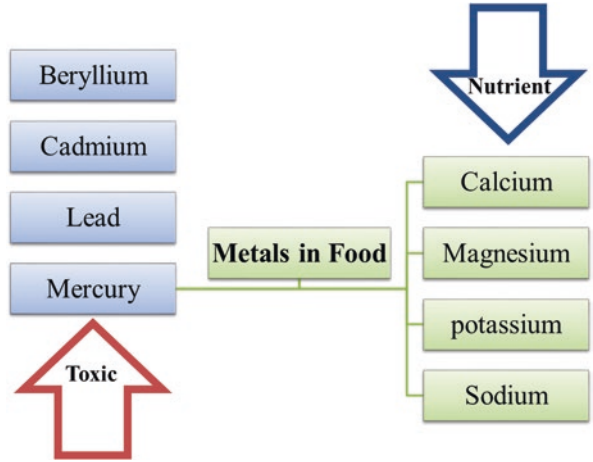 Beryllium
Cadmium
Lead
Mercury
Toxic
Metals in Food
Nutrient
Calcium
Magnesium
potassium
Sodium